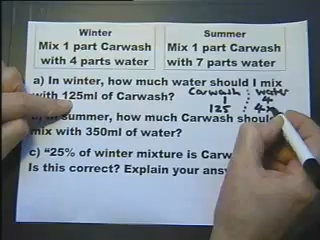 Winter
Mix 1 part Carwash
with 4 parts water
Summer
Mix 1 part Carwash
with 7 parts water
a) In winter, how much water should I mix
with 125ml of Carwash?
Carwash : water
1 : 4
125 : 4x
summer, how much Carwash shoul
mix with 350ml of water?
c) "25% of winter mixture is Carw
Is this correct? Explain your ans